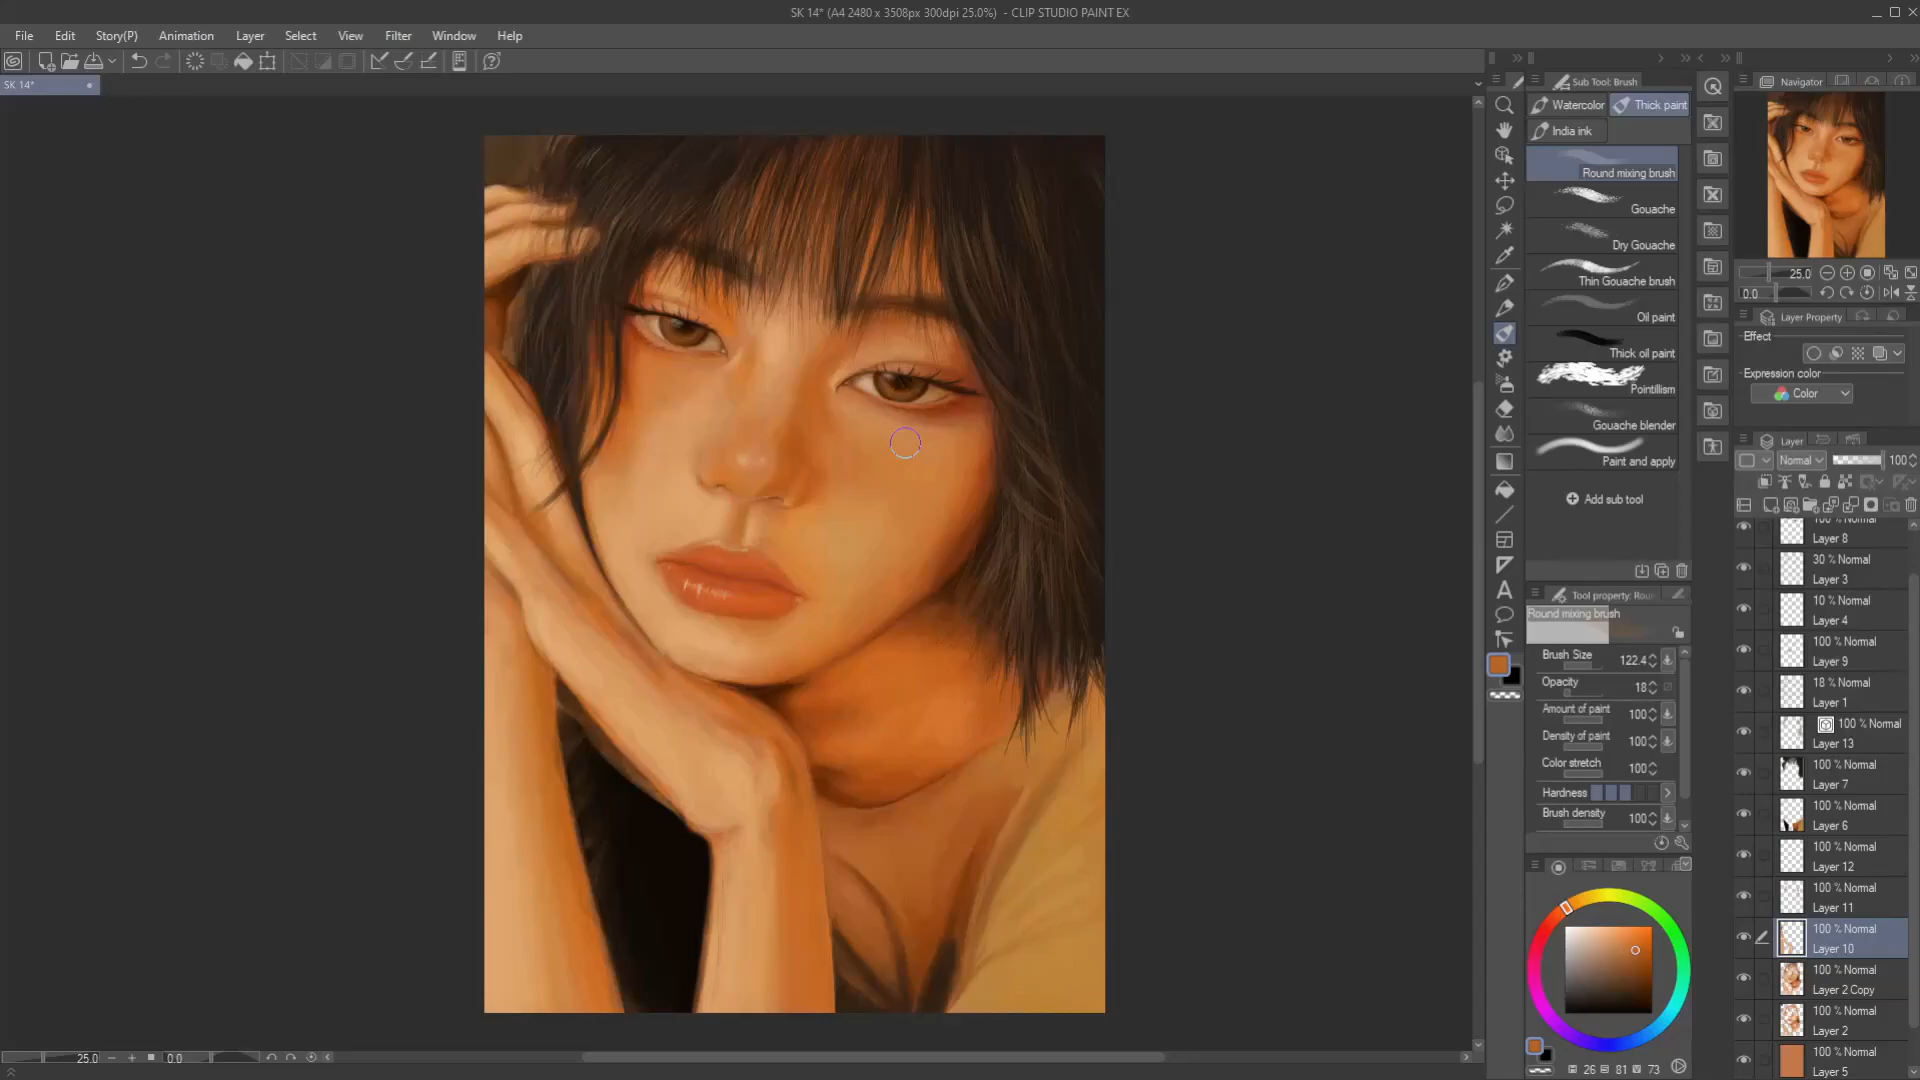 SK 14* (A4 2480 x 3508px 300dpi 25.0%) - CLIP STUDIO PAINT EX
File Edit Story(P) Animation Layer Select View Filter Window Help
SK 14*
Sub Tool: Brush
Watercolor
Thick paint
India ink
Round mixing brush
Gouache
Dry Gouache
Thin Gouache brush
Oil paint
Thick oil paint
Pointillism
Gouache blender
Paint and apply
Add sub tool
Tool property: Rou
Round mixing brush
Brush Size 122.4
Opacity 18
Amount of paint 100
Density of paint 100
Color stretch 100
Hardness
Brush density 100
26 81 73
Navigator
25.0
0.0
Layer Property
Effect
Expression color
Color
Layer
Normal 100
100 % Normal
Layer 8
30 % Normal
Layer 3
10 % Normal
Layer 4
100 % Normal
Layer 9
18 % Normal
Layer 1
100 % Normal
Layer 13
100 % Normal
Layer 7
100 % Normal
Layer 6
100 % Normal
Layer 12
100 % Normal
Layer 11
100 % Normal
Layer 10
100 % Normal
Layer 2 Copy
100 % Normal
Layer 2
100 % Normal
Layer 5
25.0
0.0